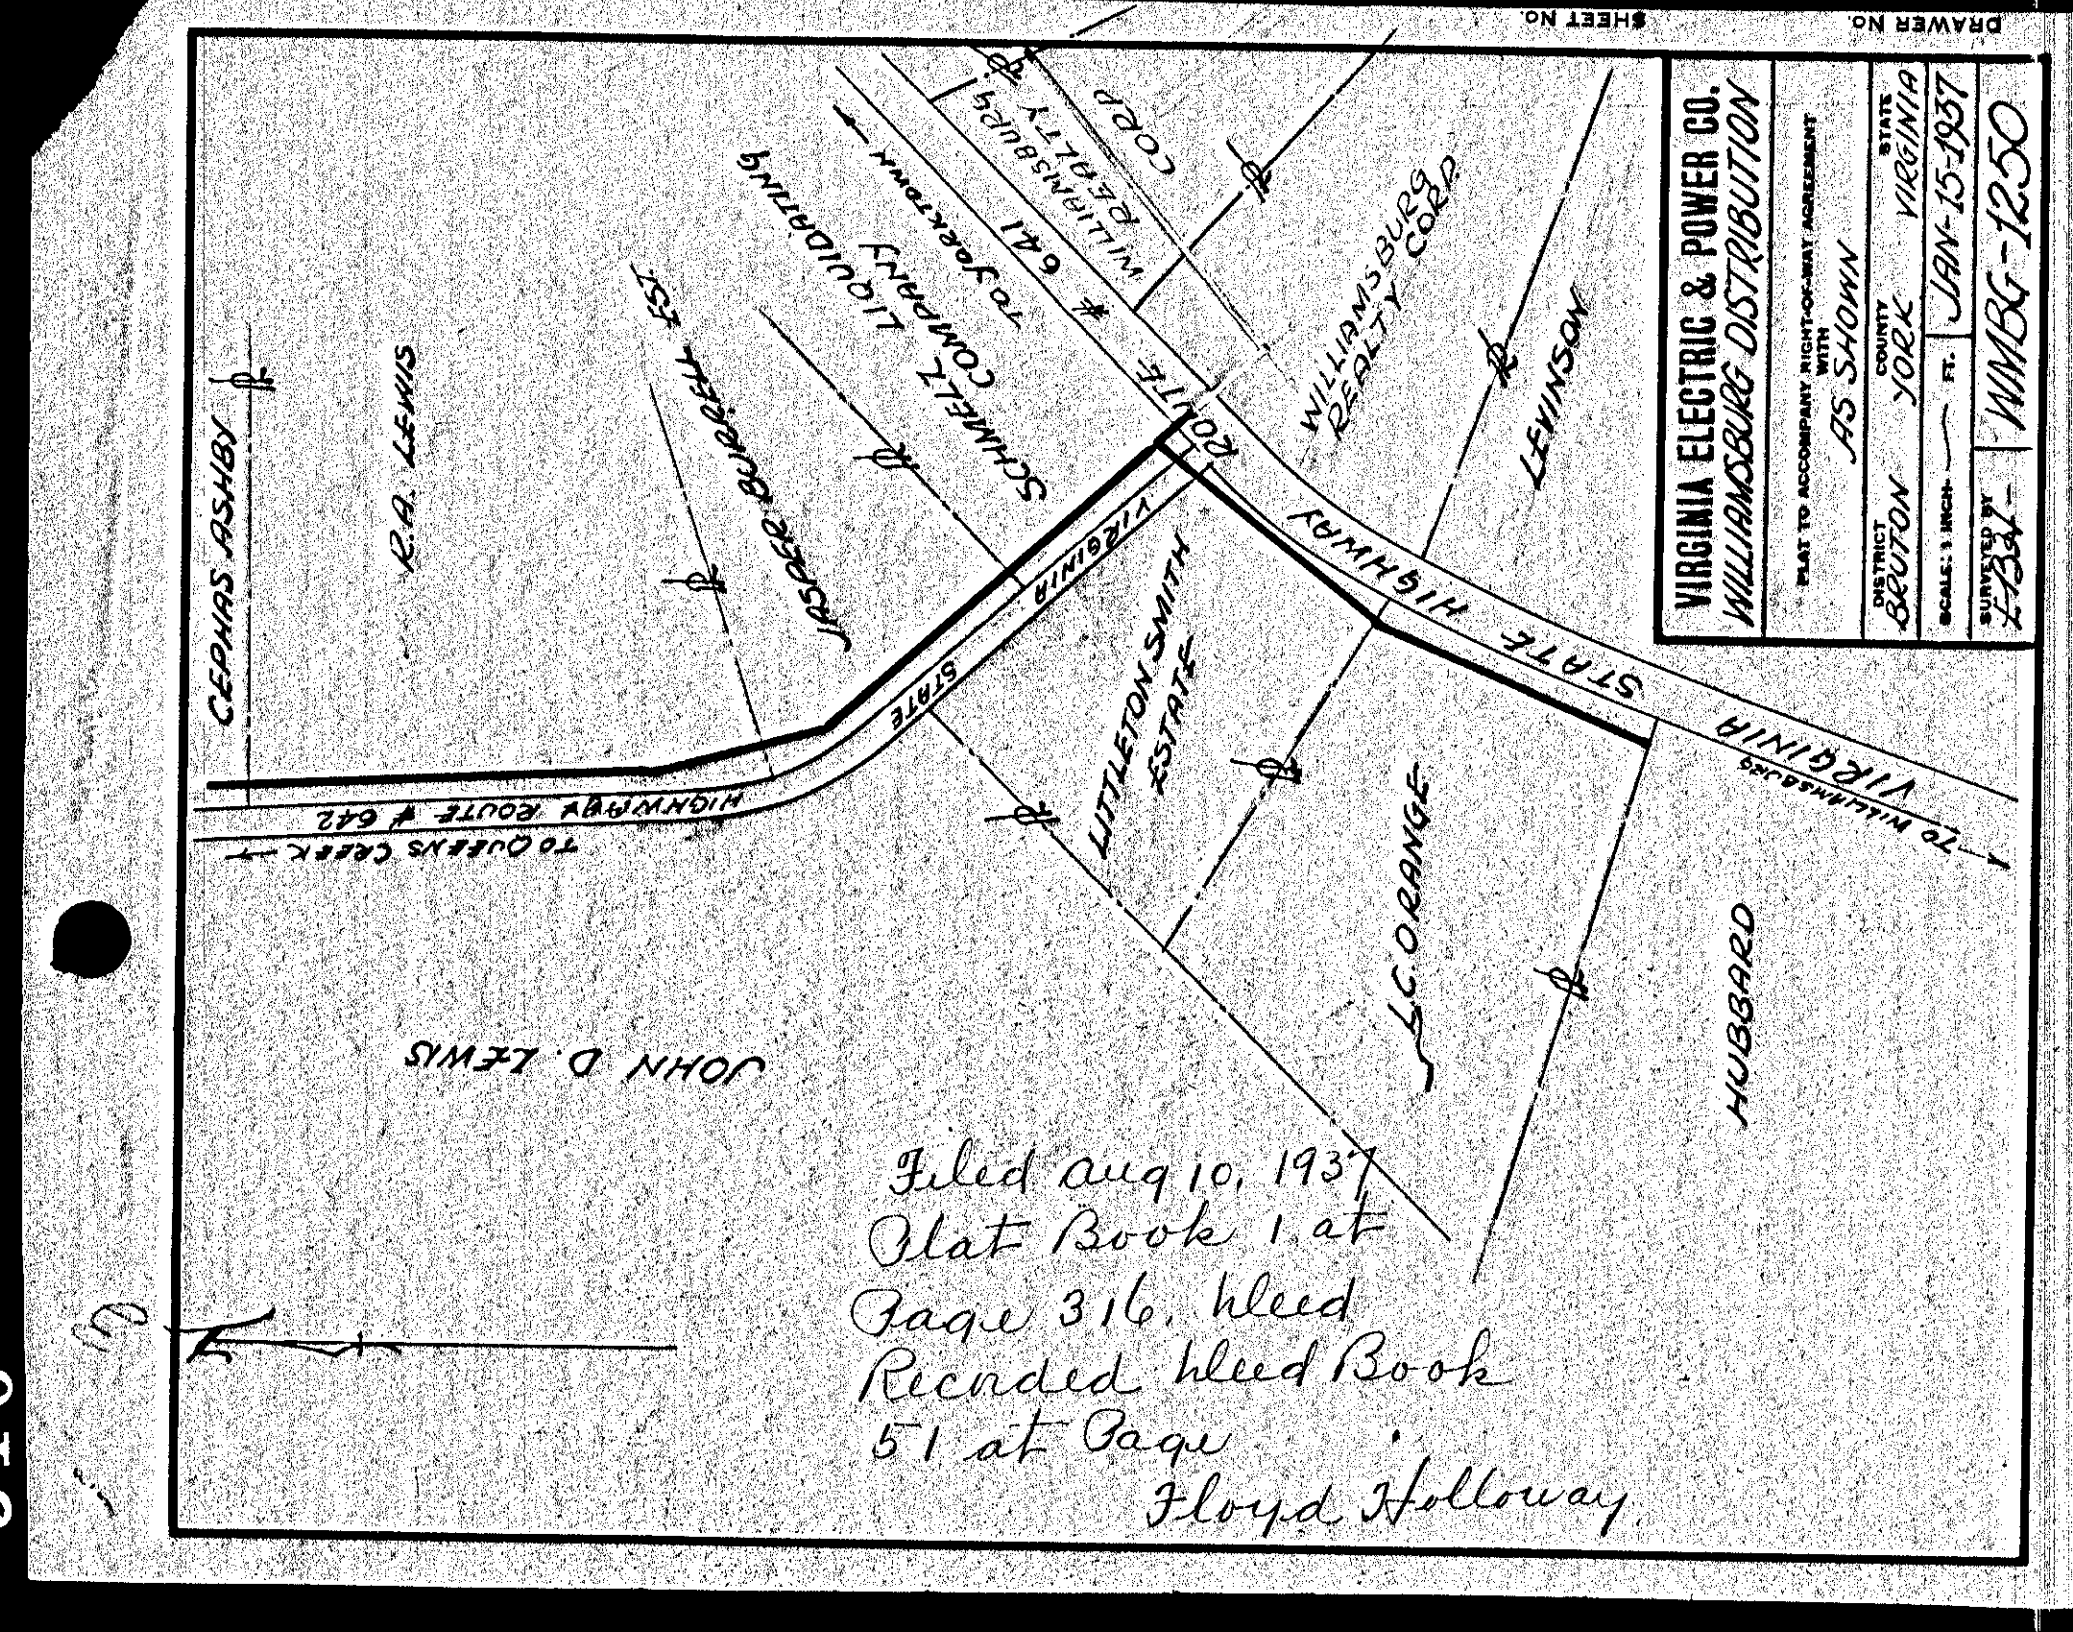 SHEET NO.
DRAWER NO.
VIRGINIA ELECTRIC & POWER CO.
WILLIAMSBURG DISTRIBUTION
PLAT TO ACCOMPANY RIGHT-OF-WAY AGREEMENT
WITH
AS SHOWN
DISTRICT COUNTY STATE
BRUTON YORK VIRGINIA
SCALE: 1 INCH FT. JAN-15-1937
SURVEYED BY
WMBG-1250
CEPHAS ASHBY
R.A. LEWIS
JASPER BURRELL EST.
SCHMELZ
LIQUIDATING
COMPANY
TO YORKTOWN
WILLIAMSBURG
REALTY
CORP
WILLIAMSBURG
REALTY CORP.
LEVINSON
VIRGINIA STATE HIGHWAY ROUTE # 641
TO WILLIAMSBURG
VIRGINIA STATE HIGHWAY ROUTE # 642
TO QUEENS CREEK
LITTLETON SMITH
ESTATE
L.C. ORANGE
HUBBARD
JOHN D. LEWIS
Filed Aug 10, 1937
Plat Book 1 at
Page 316. Deed
Recorded Deed Book
51 at Page
Floyd Holloway